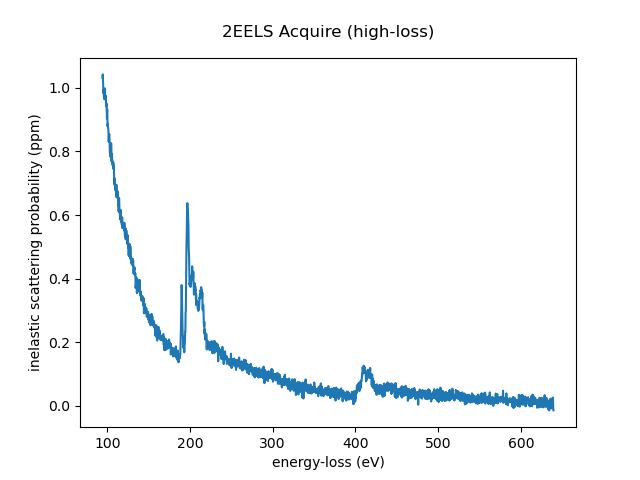 2EELS Acquire (high-loss)
inelastic scattering probability (ppm)
1.0
0.8
0.6
0.4
0.2
0.0
100 200 300 400 500 600
energy-loss (eV)